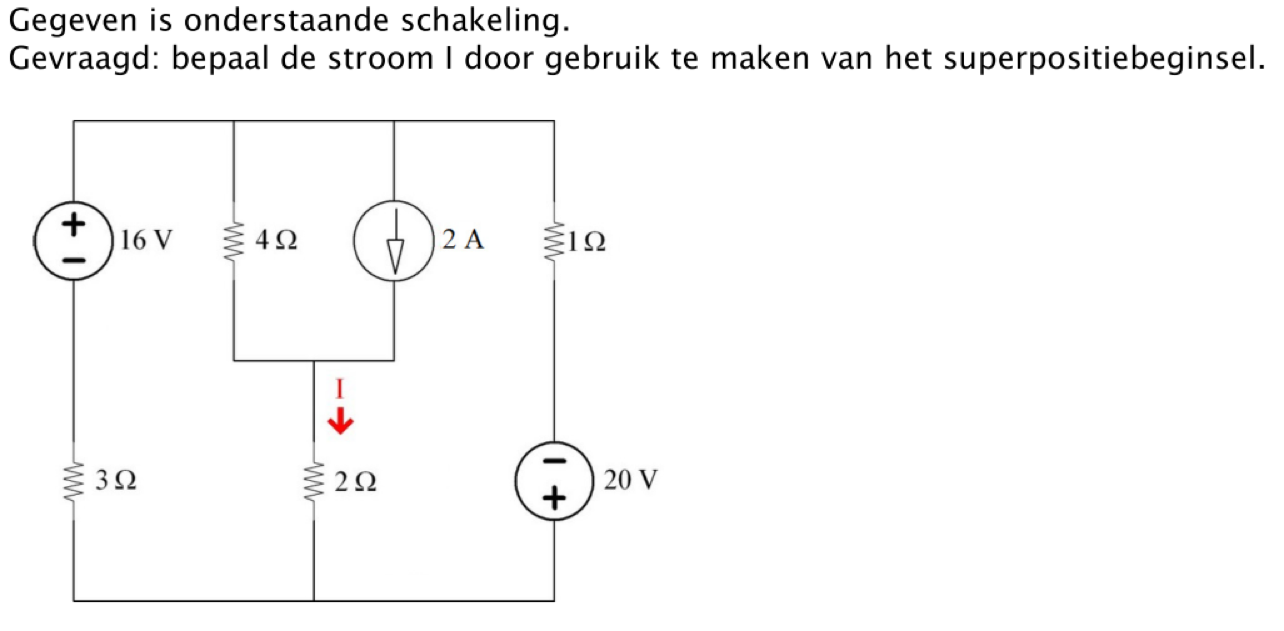 Gegeven is onderstaande schakeling.
Gevraagd: bepaal de stroom I door gebruik te maken van het superpositiebeginsel.
+
16 V
4 Ω
2 A
1 Ω
I
3 Ω
2 Ω
20 V
+